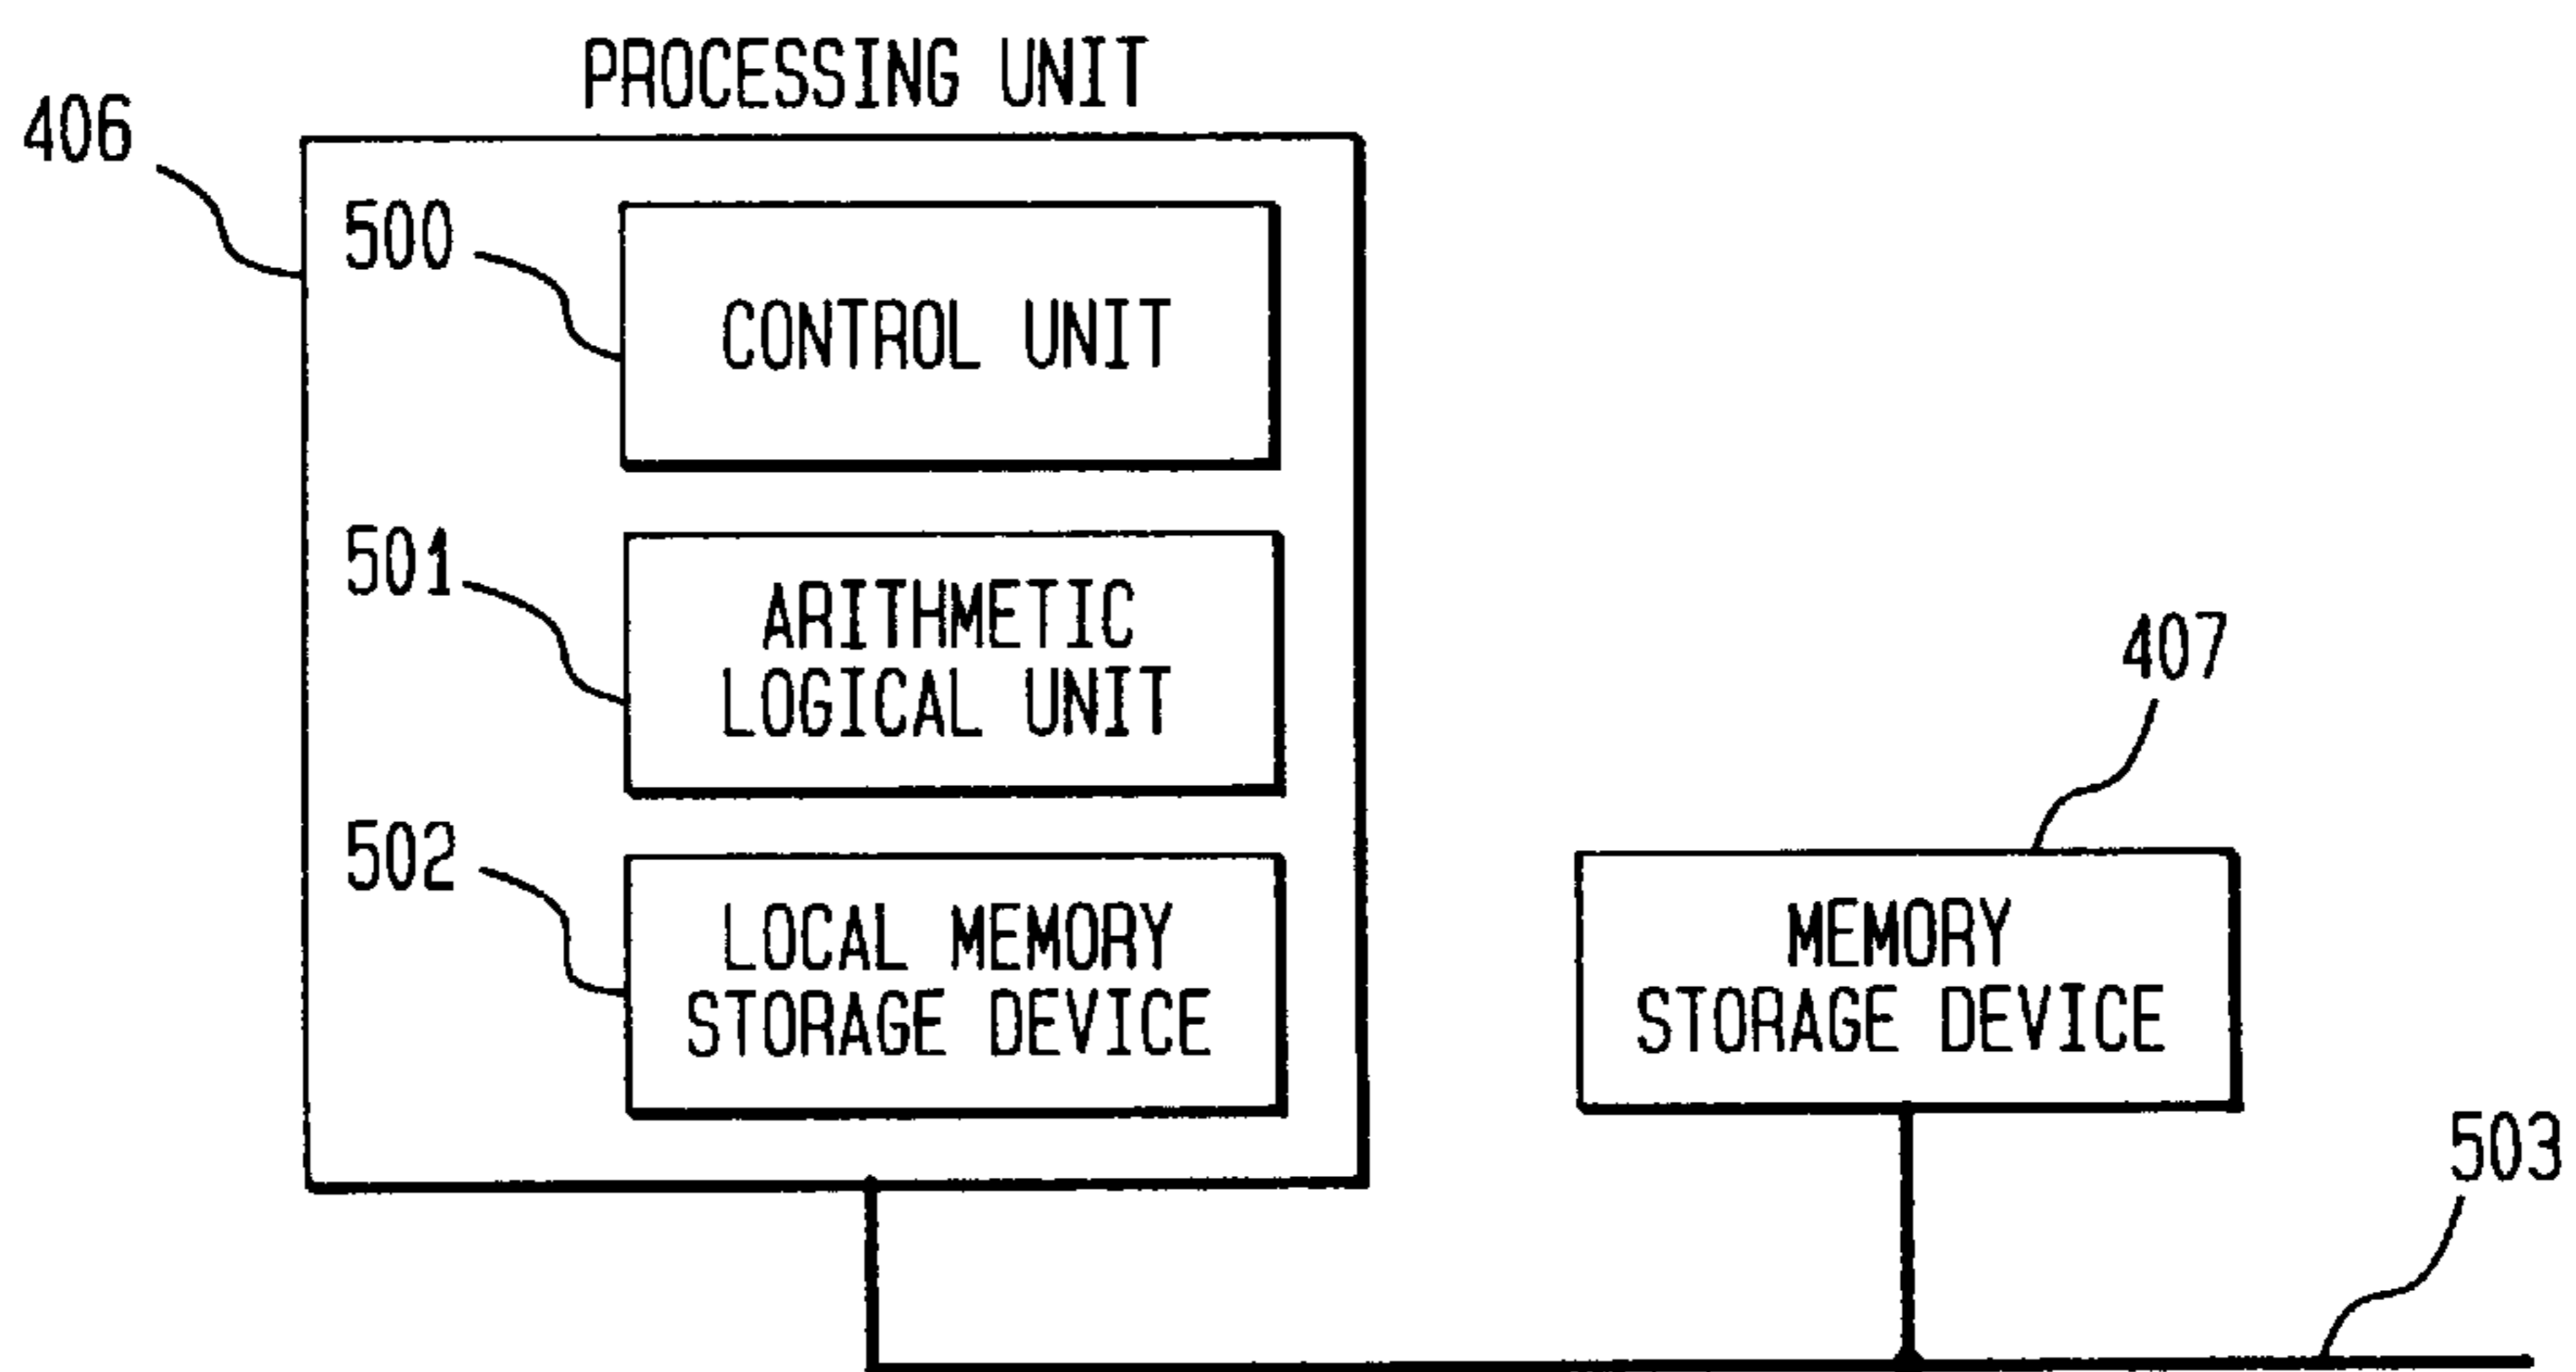 PROCESSING UNIT
406
500
CONTROL UNIT
501
ARITHMETIC
LOGICAL UNIT
502
LOCAL MEMORY
STORAGE DEVICE
407
MEMORY
STORAGE DEVICE
503